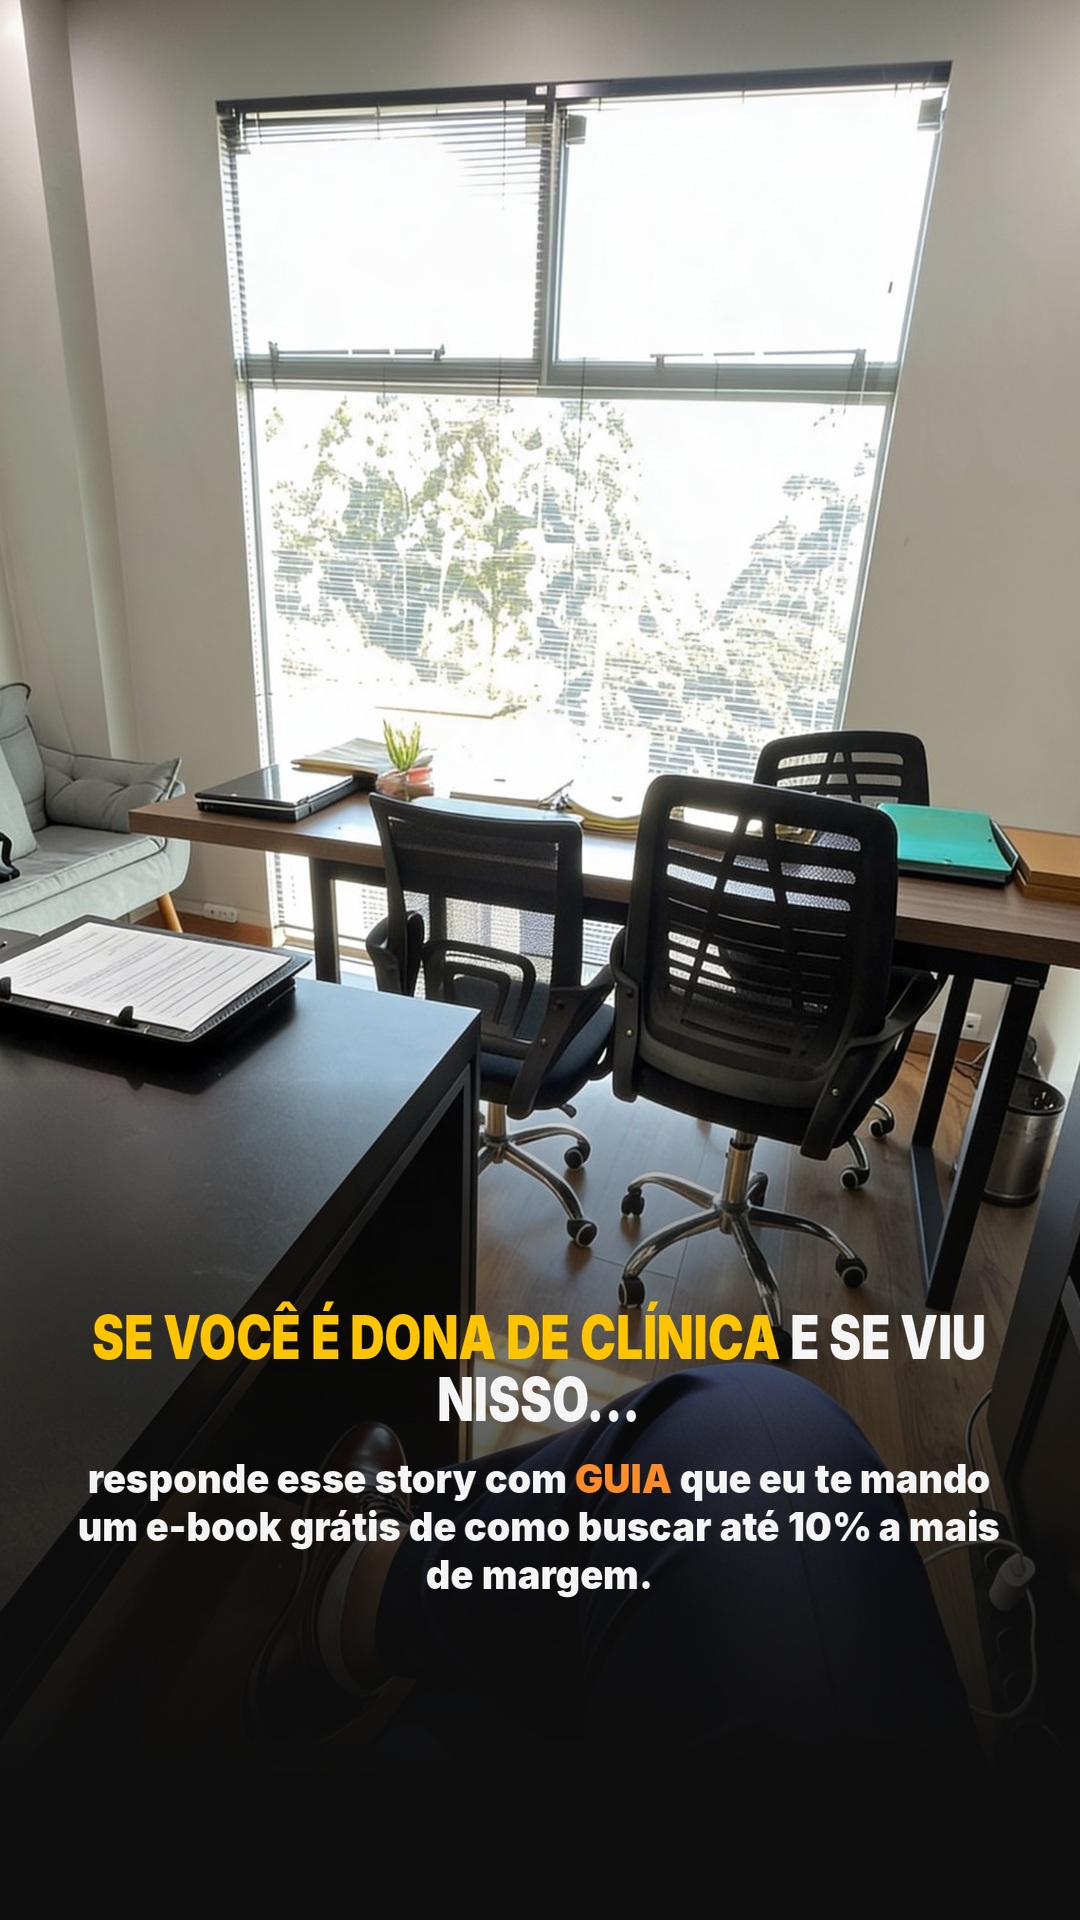 SE VOCÊ É DONA DE CLÍNICA E SE VIU
NISSO...
responde esse story com GUIA que eu te mando
um e-book grátis de como buscar até 10% a mais
de margem.